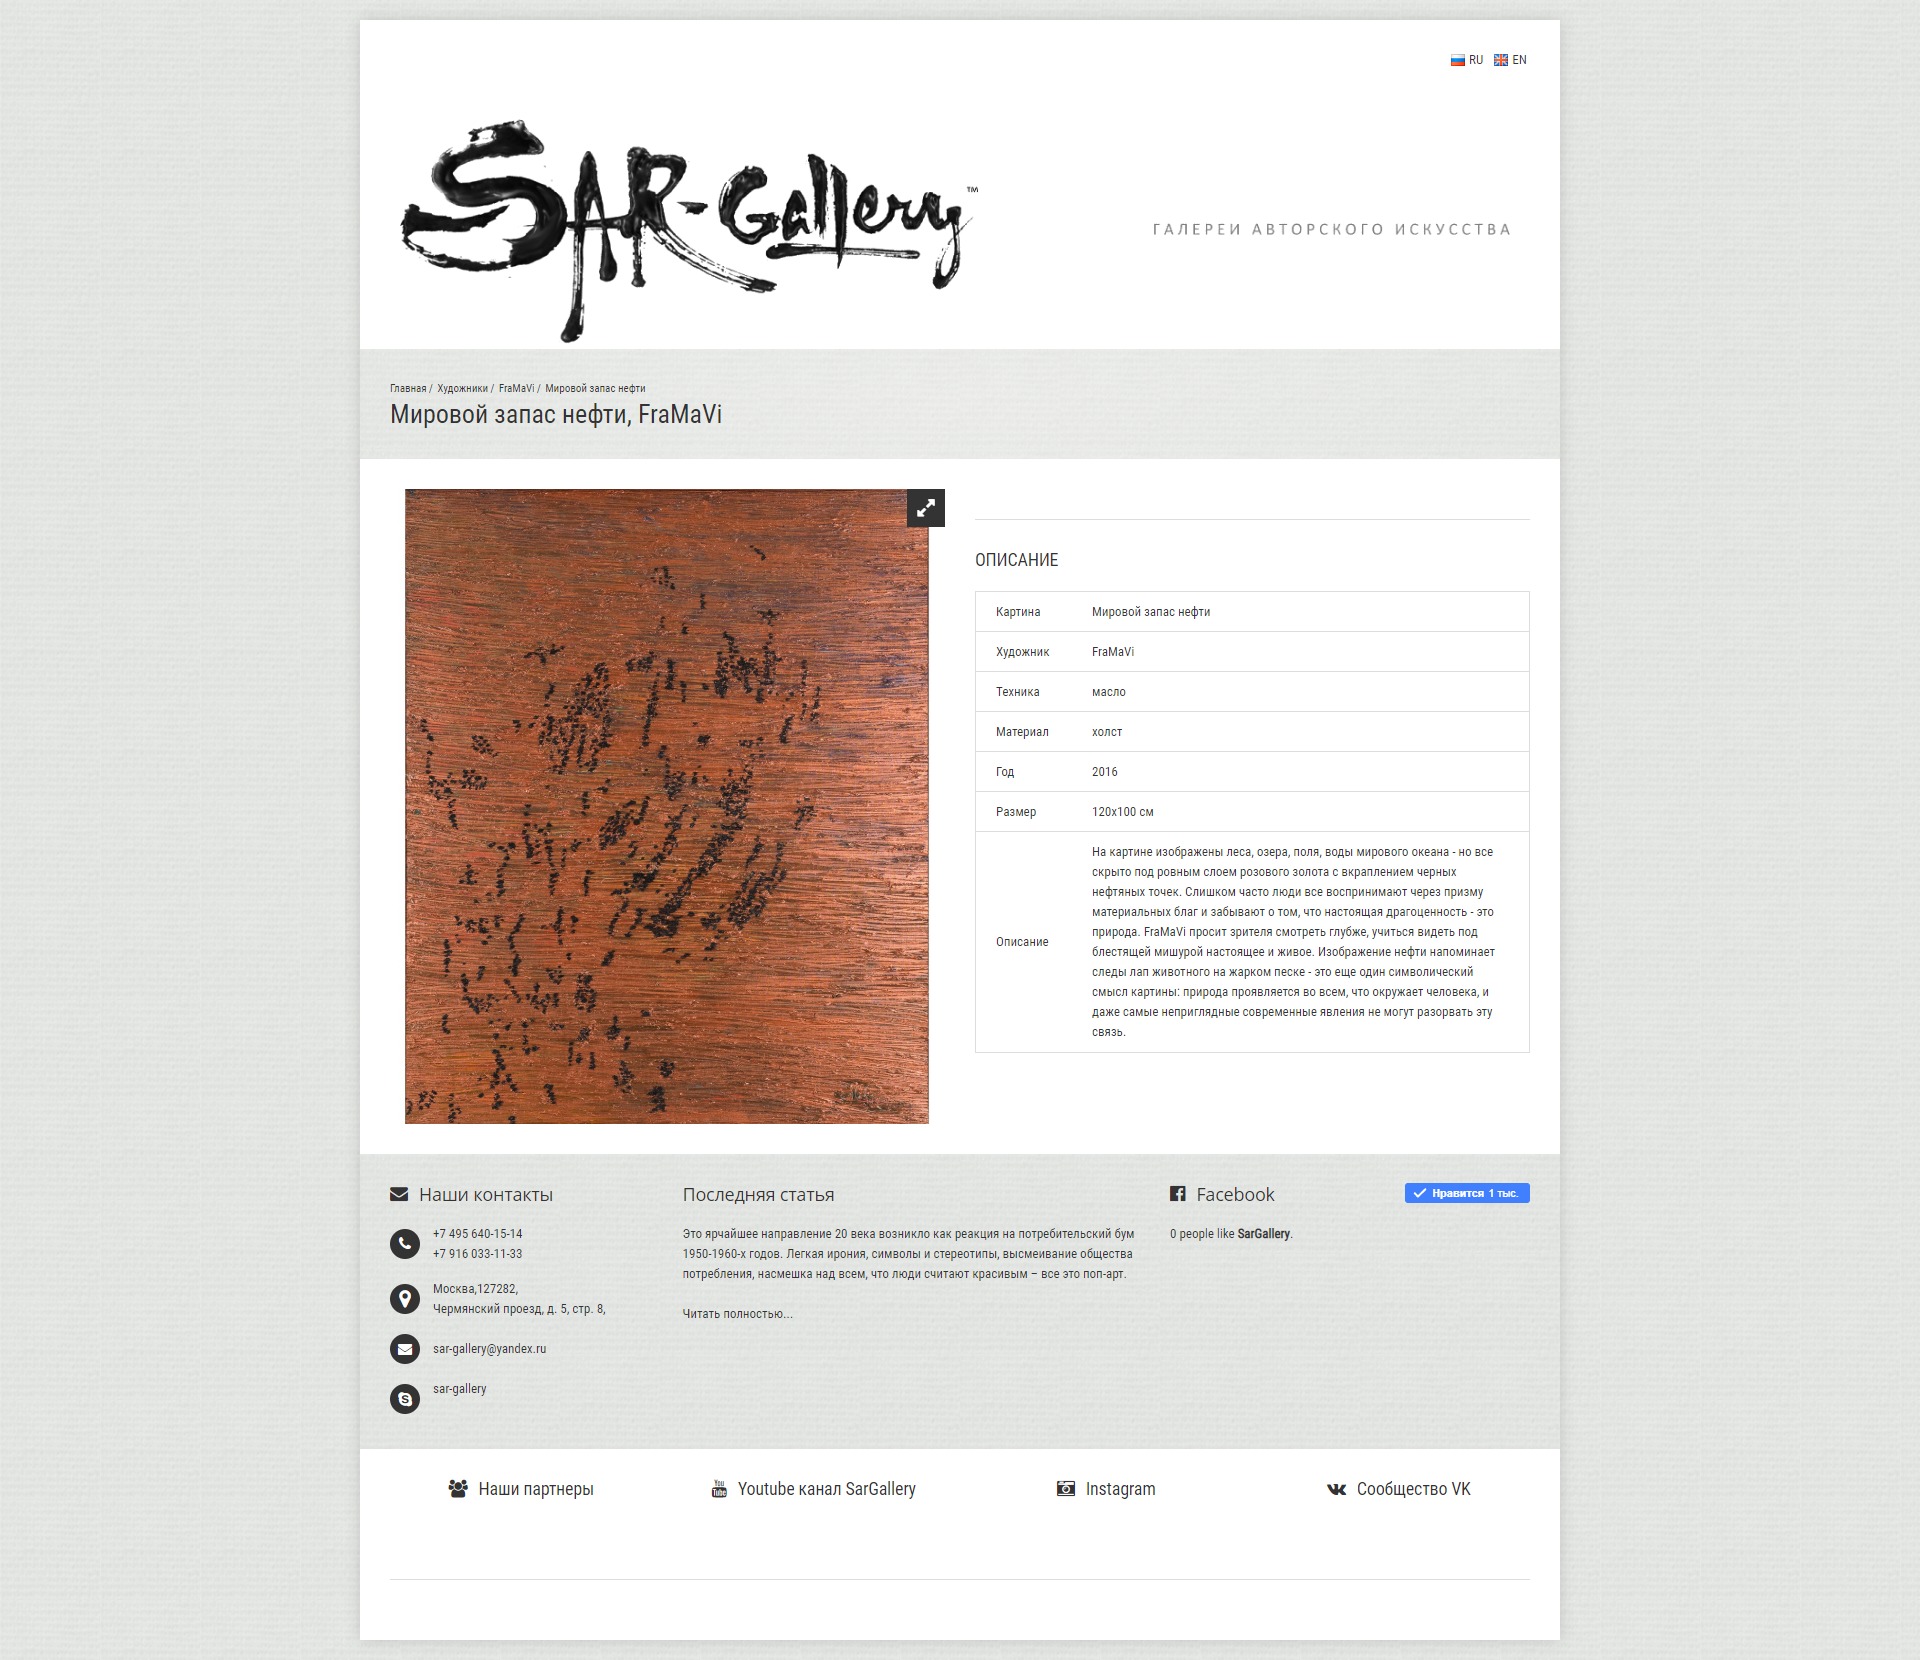 RU EN
SAR-Gallery™
ГАЛЕРЕИ АВТОРСКОГО ИСКУССТВА
Главная / Художники / FraMaVi / Мировой запас нефти
Мировой запас нефти, FraMaVi
ОПИСАНИЕ
Картина Мировой запас нефти
Художник FraMaVi
Техника масло
Материал холст
Год 2016
Размер 120x100 см
Описание
На картине изображены леса, озера, поля, воды мирового океана - но все
скрыто под ровным слоем розового золота с вкраплением черных
нефтяных точек. Слишком часто люди все воспринимают через призму
материальных благ и забывают о том, что настоящая драгоценность - это
природа. FraMaVi просит зрителя смотреть глубже, учиться видеть под
блестящей мишурой настоящее и живое. Изображение нефти напоминает
следы лап животного на жарком песке - это еще один символический
смысл картины: природа проявляется во всем, что окружает человека, и
даже самые неприглядные современные явления не могут разорвать эту
связь.
Наши контакты
+7 495 640-15-14
+7 916 033-11-33
Москва,127282,
Чермянский проезд, д. 5, стр. 8,
sar-gallery@yandex.ru
sar-gallery
Последняя статья
Это ярчайшее направление 20 века возникло как реакция на потребительский бум
1950-1960-х годов. Легкая ирония, символы и стереотипы, высмеивание общества
потребления, насмешка над всем, что люди считают красивым – все это поп-арт.
Читать полностью...
Facebook
Нравится 1 тыс.
0 people like SarGallery.
Наши партнеры
You Tube Youtube канал SarGallery
Instagram
Сообщество VK